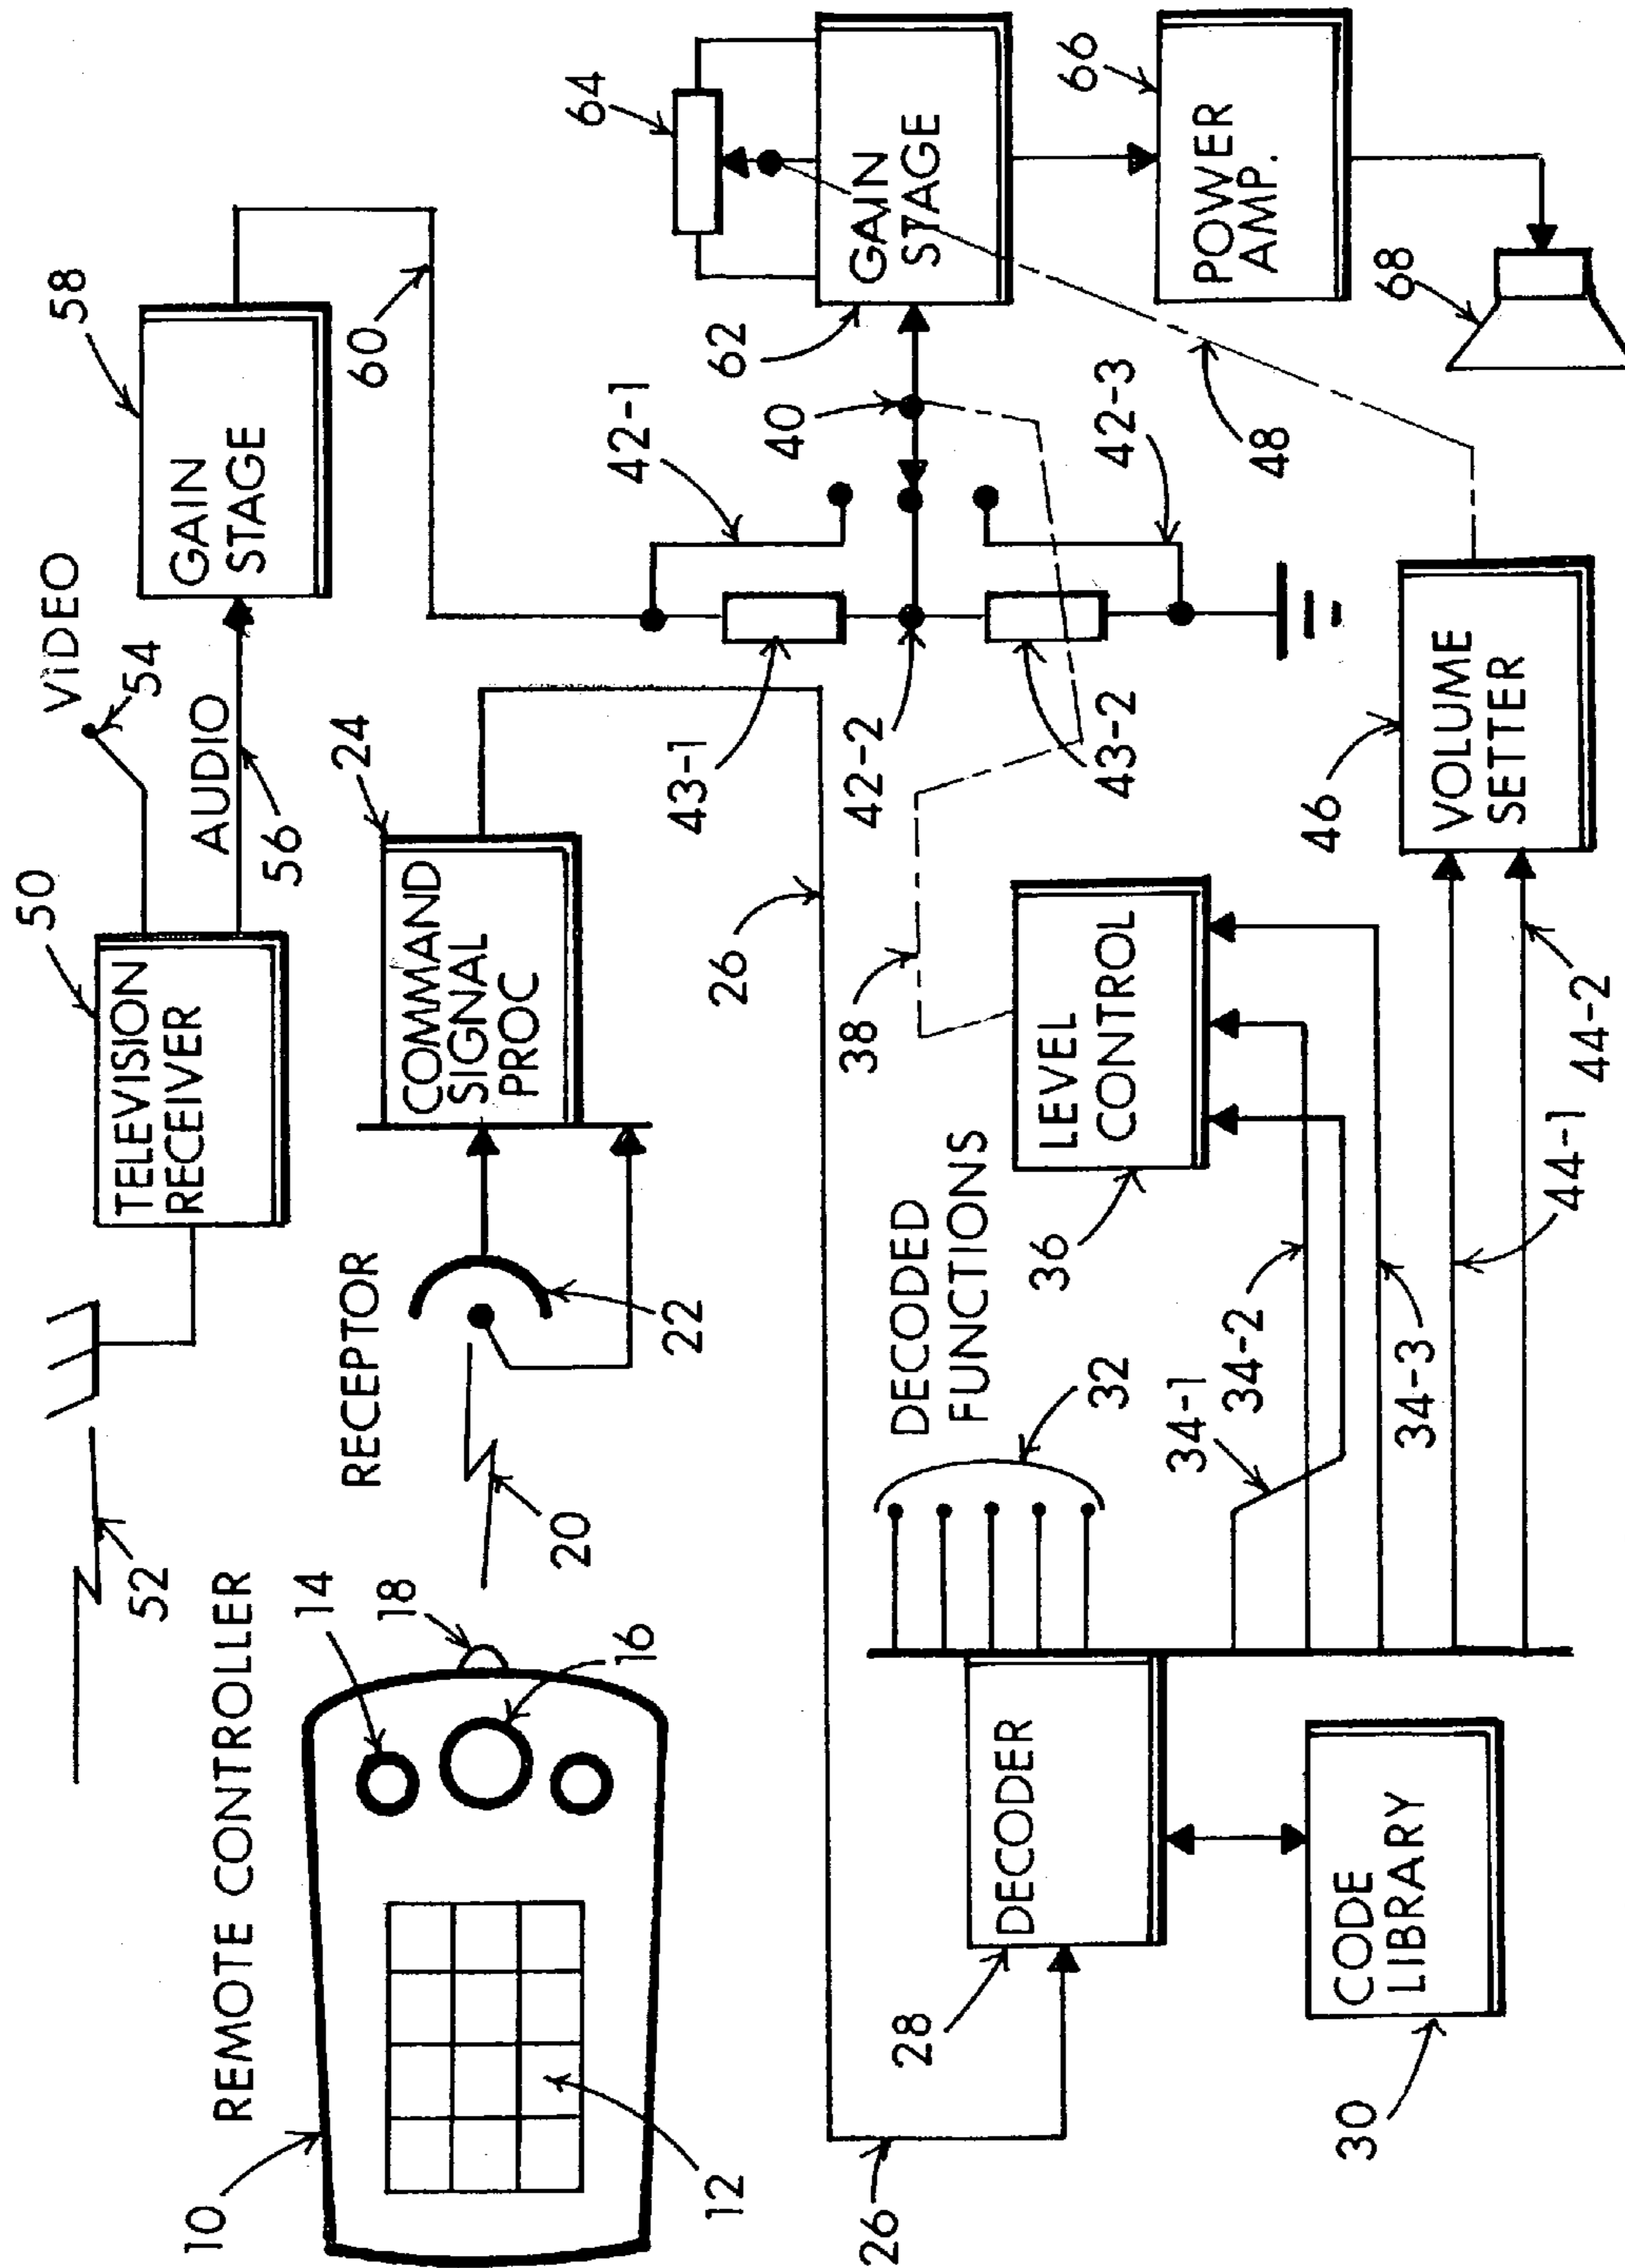 52
50
TELEVISION
RECEIVER
VIDEO
54
AUDIO
56
58
GAIN
STAGE
60
REMOTE CONTROLLER
10
12
14
16
18
20
RECEPTOR
22
24
COMMAND
SIGNAL
PROC
26
43-1
42-1
42-2
43-2
42-3
40
62
64
GAIN
STAGE
48
66
POWER
AMP.
68
26
28
DECODER
30
CODE
LIBRARY
DECODED
FUNCTIONS
32
34-1
34-2
34-3
36
LEVEL
CONTROL
38
44-1
44-2
46
VOLUME
SETTER